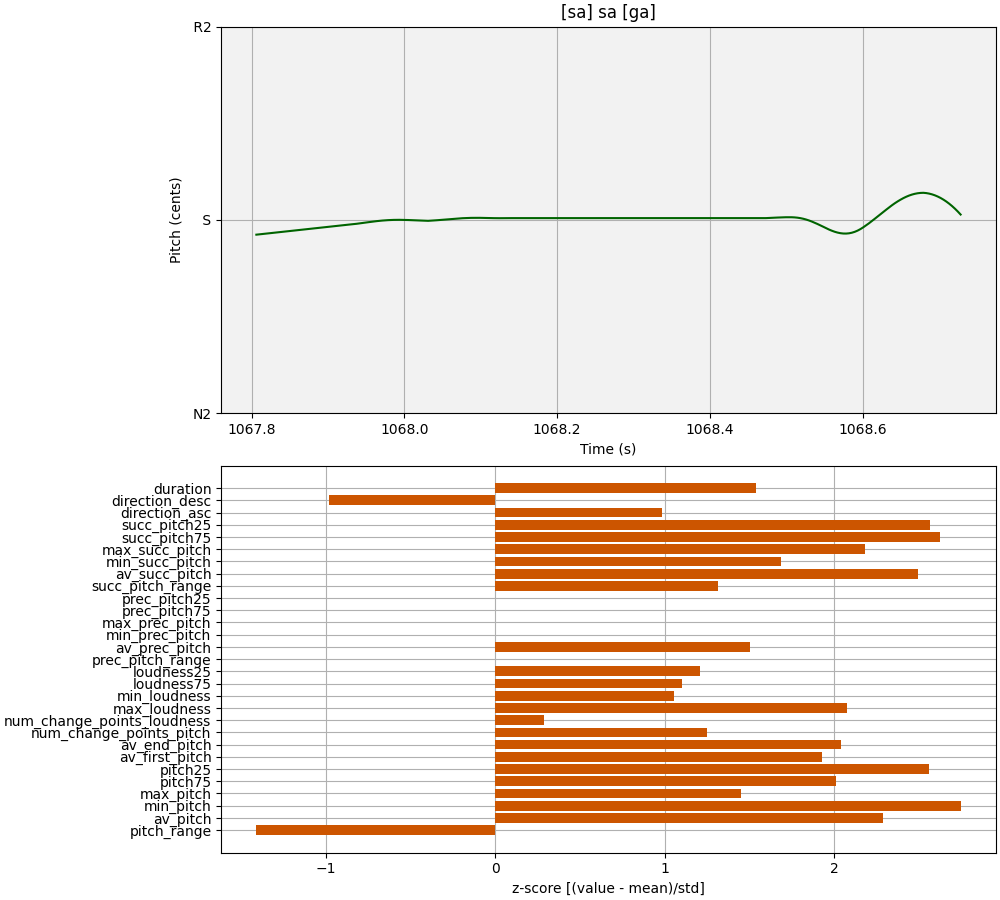 [sa] sa [ga]
R2
S
N2
Pitch (cents)
1067.8 1068.0 1068.2 1068.4 1068.6
Time (s)
duration
direction_desc
direction_asc
succ_pitch25
succ_pitch75
max_succ_pitch
min_succ_pitch
av_succ_pitch
succ_pitch_range
prec_pitch25
prec_pitch75
max_prec_pitch
min_prec_pitch
av_prec_pitch
prec_pitch_range
loudness25
loudness75
min_loudness
max_loudness
num_change_points_loudness
num_change_points_pitch
av_end_pitch
av_first_pitch
pitch25
pitch75
max_pitch
min_pitch
av_pitch
pitch_range
−1 0 1 2
z-score [(value - mean)/std]